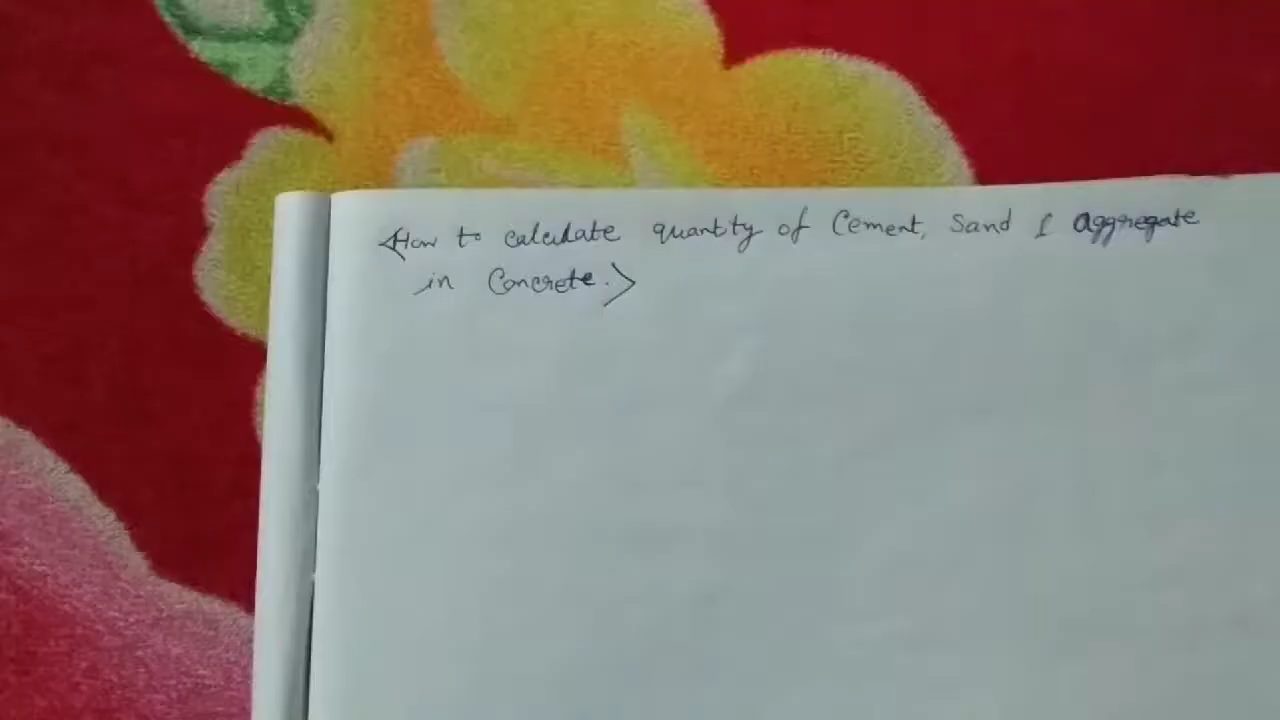 <How to calculate quantity of Cement, Sand & aggregate
in Concrete.>